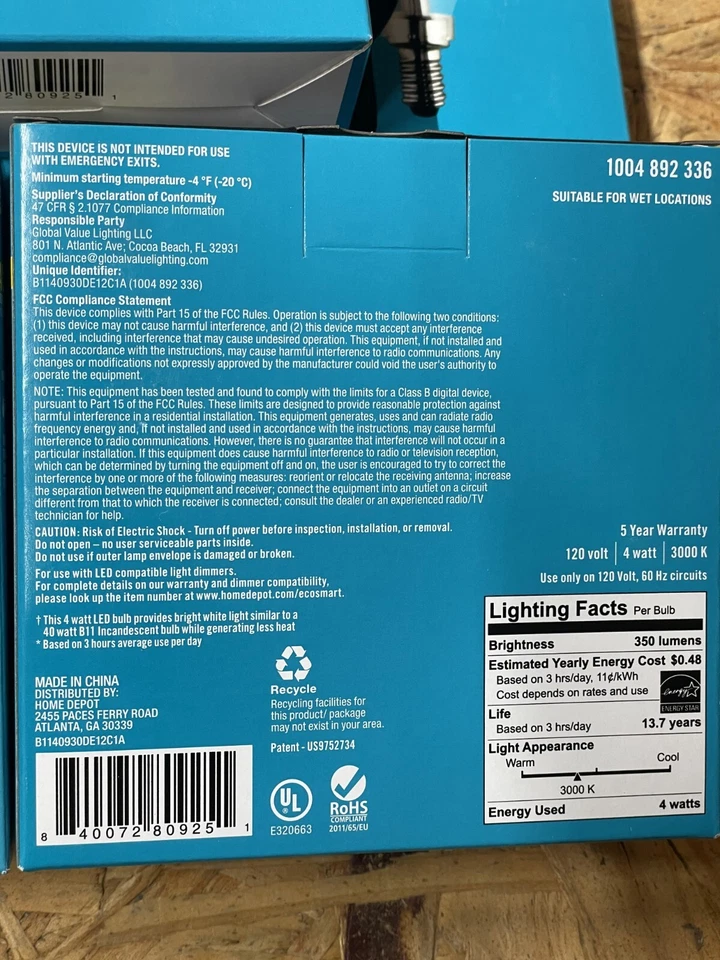 2 80925 1
THIS DEVICE IS NOT INTENDED FOR USE
WITH EMERGENCY EXITS.
Minimum starting temperature -4 °F (-20 °C)
Supplier's Declaration of Conformity
47 CFR § 2.1077 Compliance Information
Responsible Party
Global Value Lighting LLC
801 N. Atlantic Ave; Cocoa Beach, FL 32931
compliance@globalvaluelighting.com
Unique Identifier:
B1140930DE12C1A (1004 892 336)
FCC Compliance Statement
This device complies with Part 15 of the FCC Rules. Operation is subject to the following two conditions:
(1) this device may not cause harmful interference, and (2) this device must accept any interference
received, including interference that may cause undesired operation. This equipment, if not installed and
used in accordance with the instructions, may cause harmful interference to radio communications. Any
changes or modifications not expressly approved by the manufacturer could void the user's authority to
operate the equipment.
NOTE: This equipment has been tested and found to comply with the limits for a Class B digital device,
pursuant to Part 15 of the FCC Rules. These limits are designed to provide reasonable protection against
harmful interference in a residential installation. This equipment generates, uses and can radiate radio
frequency energy and, if not installed and used in accordance with the instructions, may cause harmful
interference to radio communications. However, there is no guarantee that interference will not occur in a
particular installation. If this equipment does cause harmful interference to radio or television reception,
which can be determined by turning the equipment off and on, the user is encouraged to try to correct the
interference by one or more of the following measures: reorient or relocate the receiving antenna; increase
the separation between the equipment and receiver; connect the equipment into an outlet on a circuit
different from that to which the receiver is connected; consult the dealer or an experienced radio/TV
technician for help.
CAUTION: Risk of Electric Shock - Turn off power before inspection, installation, or removal.
Do not open – no user serviceable parts inside.
Do not use if outer lamp envelope is damaged or broken.
For use with LED compatible light dimmers.
For complete details on our warranty and dimmer compatibility,
please look up the item number at www.homedepot.com/ecosmart.
† This 4 watt LED bulb provides bright white light similar to a
40 watt B11 Incandescent bulb while generating less heat
* Based on 3 hours average use per day
MADE IN CHINA
DISTRIBUTED BY:
HOME DEPOT
2455 PACES FERRY ROAD
ATLANTA, GA 30339
B1140930DE12C1A
8 40072 80925 1
Recycle
Recycling facilities for
this product/ package
may not exist in your area.
Patent - US9752734
UL
E320663
RoHS
COMPLIANT
2011/65/EU
1004 892 336
SUITABLE FOR WET LOCATIONS
5 Year Warranty
120 volt | 4 watt | 3000 K
Use only on 120 Volt, 60 Hz circuits
Lighting Facts Per Bulb
Brightness 350 lumens
Estimated Yearly Energy Cost $0.48
Based on 3 hrs/day, 11¢/kWh
Cost depends on rates and use
energy
ENERGY STAR
Life
Based on 3 hrs/day 13.7 years
Light Appearance
Warm Cool
3000 K
Energy Used 4 watts